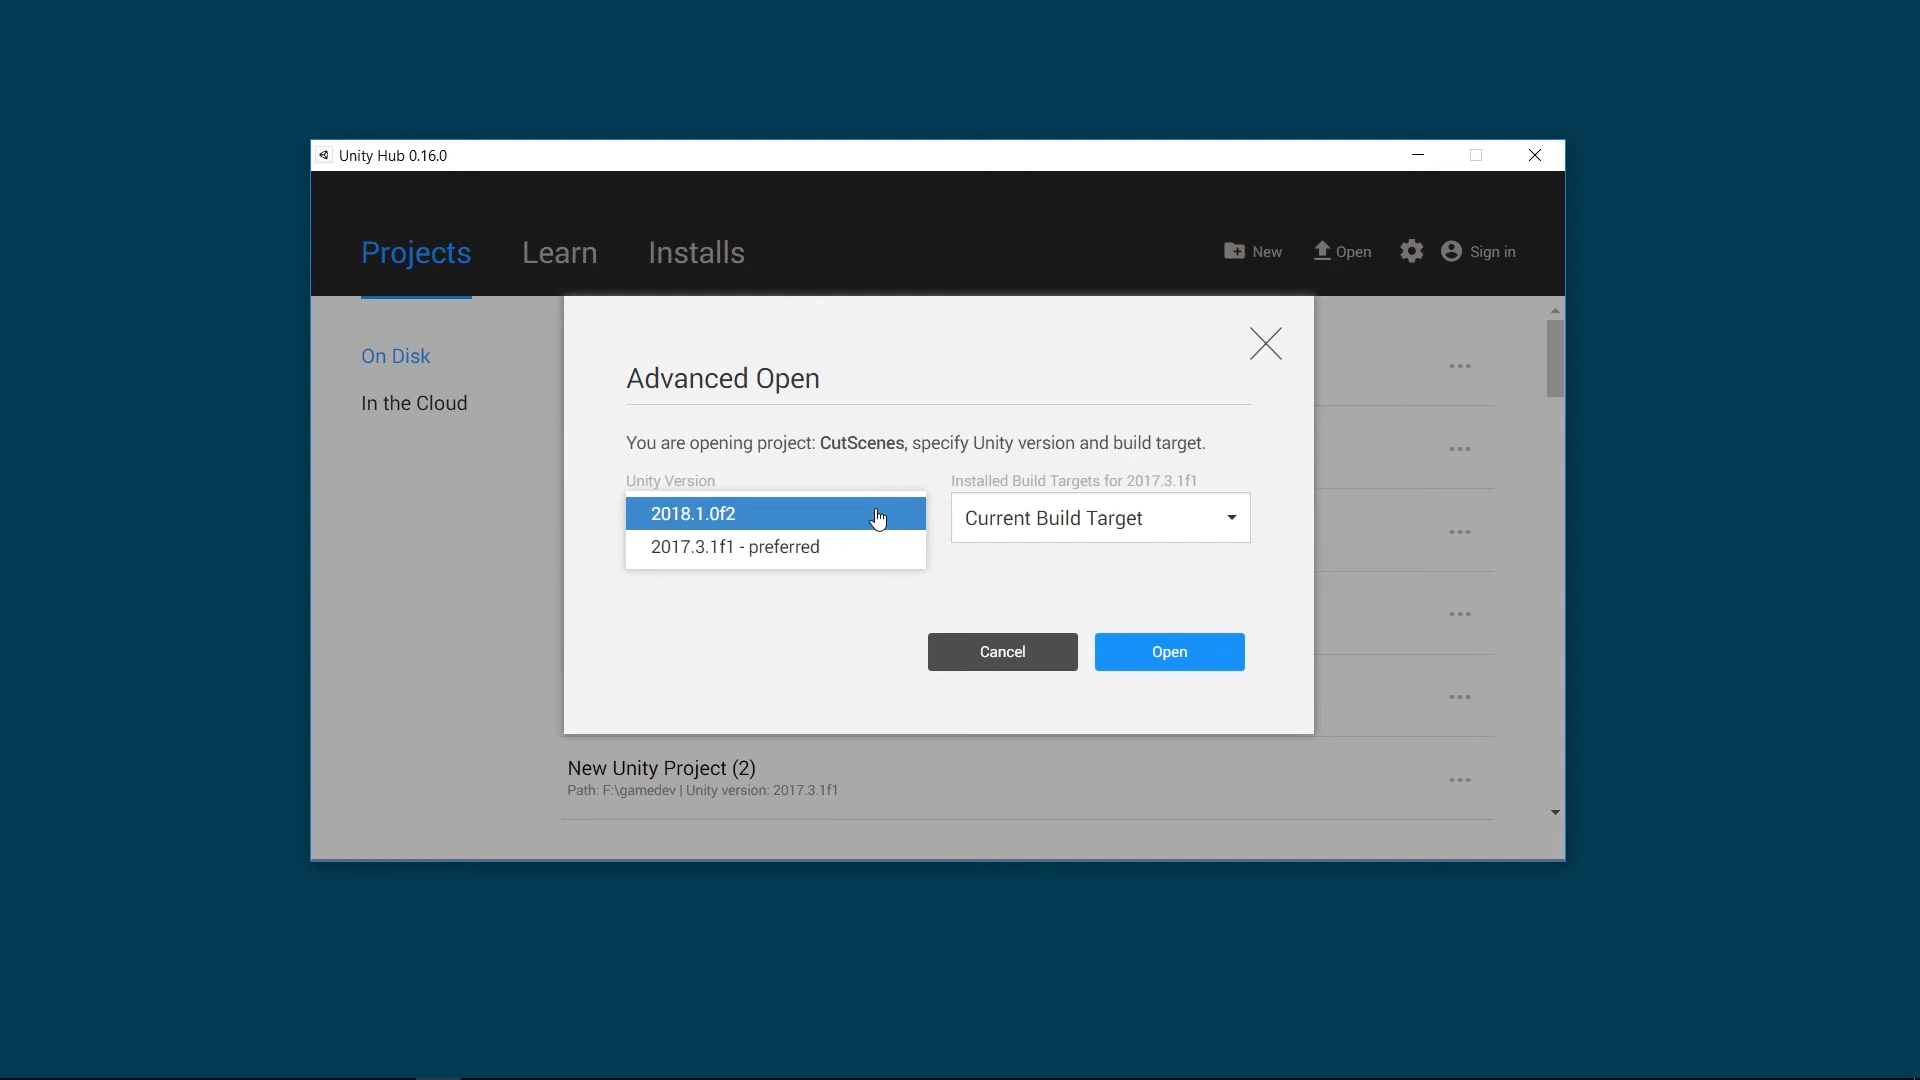 Unity Hub 0.16.0
Projects
Learn
Installs
New
Open
Sign in
On Disk
In the Cloud
Advanced Open
You are opening project: CutScenes, specify Unity version and build target.
Unity Version
2018.1.0f2
2017.3.1f1 - preferred
Installed Build Targets for 2017.3.1f1
Current Build Target
Cancel
Open
New Unity Project (2)
Path: F:\gamedev | Unity version: 2017.3.1f1